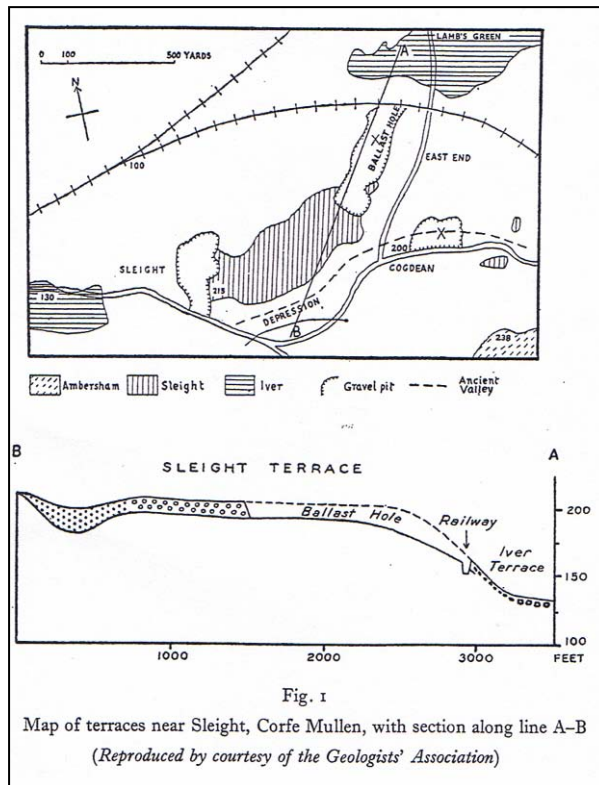 LAMB'S GREEN
A
0 100 500 YARDS
N
BALLAST HOLE
X
EAST END
100
200
X
SLEIGHT
COGDEAN
215
130
DEPRESSION
B
238
Ambersham Sleight Iver Gravel pit Ancient Valley
B A
SLEIGHT TERRACE
200
Ballast Hole
Railway
Iver Terrace
150
100
1000 2000 3000 FEET
Fig. 1
Map of terraces near Sleight, Corfe Mullen, with section along line A–B
(Reproduced by courtesy of the Geologists' Association)